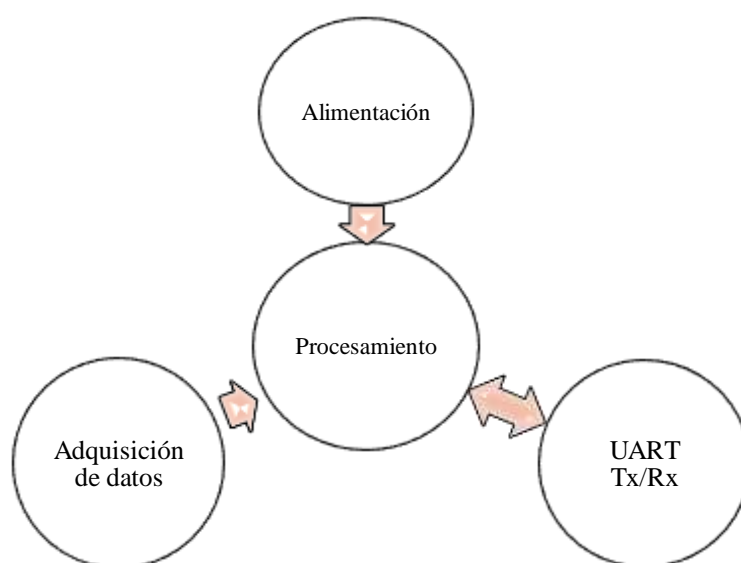 Alimentación
Procesamiento
Adquisición
de datos
UART
Tx/Rx